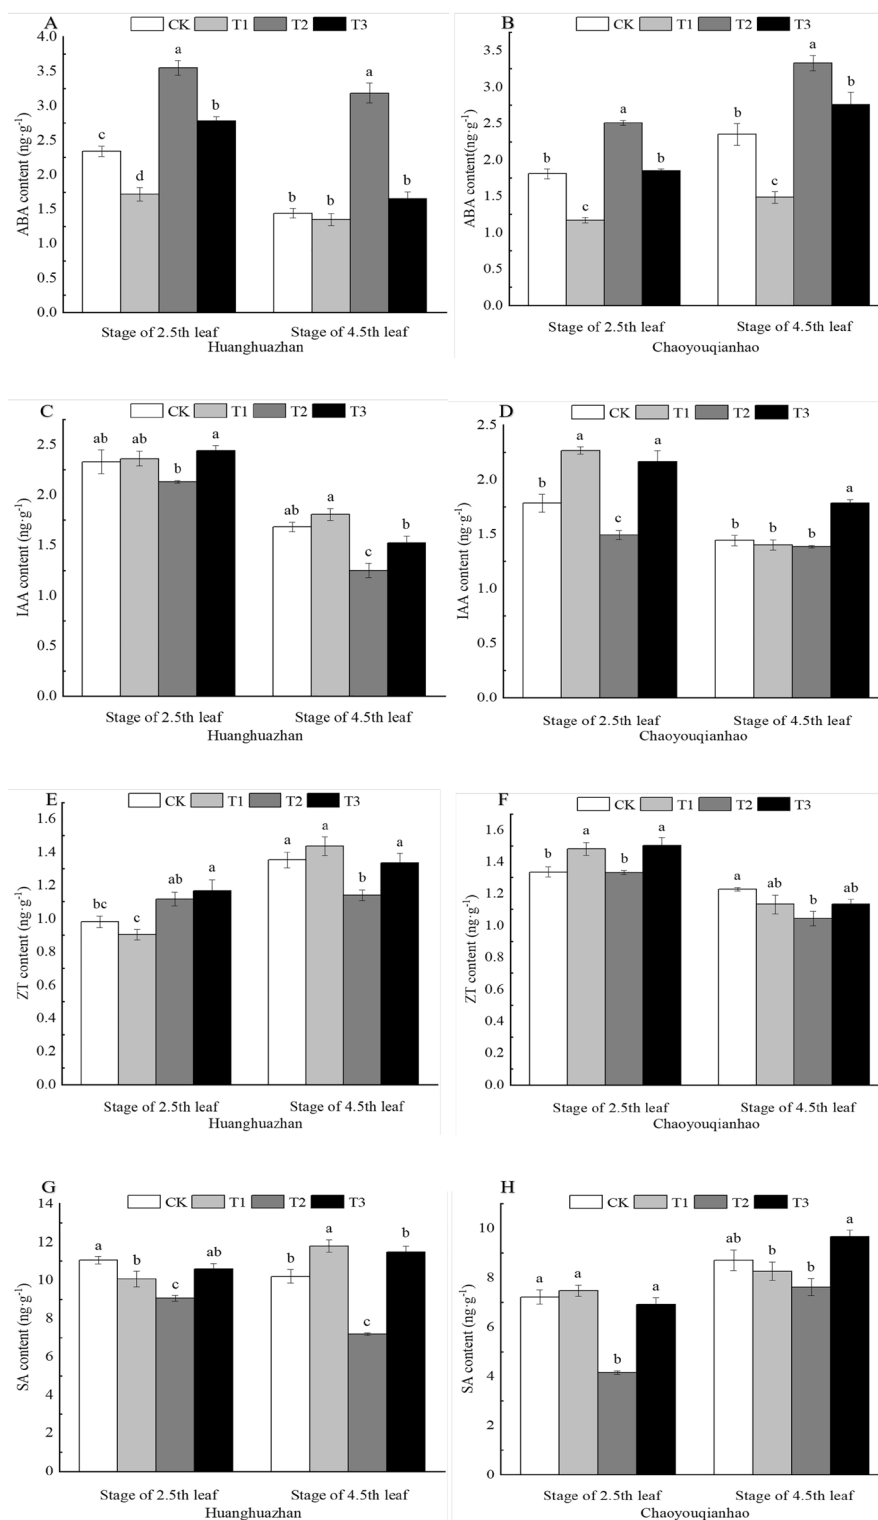 A
CK T1 T2 T3
ABA content (ng·g⁻¹)
4.0
3.5
3.0
2.5
2.0
1.5
1.0
0.5
0.0
c d a b
b b a b
Stage of 2.5th leaf Stage of 4.5th leaf
Huanghuazhan
B
CK T1 T2 T3
ABA content(ng·g⁻¹)
3.5
3.0
2.5
2.0
1.5
1.0
0.5
0.0
b c a b
b c a b
Stage of 2.5th leaf Stage of 4.5th leaf
Chaoyouqianhao
C
CK T1 T2 T3
IAA content (ng·g⁻¹)
2.5
2.0
1.5
1.0
0.5
0.0
ab ab b a
ab a c b
Stage of 2.5th leaf Stage of 4.5th leaf
Huanghuazhan
D
CK T1 T2 T3
IAA content (ng·g⁻¹)
2.5
2.0
1.5
1.0
0.5
0.0
b a c a
b b b a
Stage of 2.5th leaf Stage of 4.5th leaf
Chaoyouqianhao
E
CK T1 T2 T3
ZT content (ng·g⁻¹)
1.6
1.4
1.2
1.0
0.8
0.6
0.4
0.2
0.0
bc c ab a
a a b a
Stage of 2.5th leaf Stage of 4.5th leaf
Huanghuazhan
F
CK T1 T2 T3
ZT content (ng·g⁻¹)
1.6
1.4
1.2
1.0
0.8
0.6
0.4
0.2
0.0
b a b a
a ab b ab
Stage of 2.5th leaf Stage of 4.5th leaf
Chaoyouqianhao
G
CK T1 T2 T3
SA content (ng·g⁻¹)
14
12
10
8
6
4
2
0
a b c ab
b a c b
Stage of 2.5th leaf Stage of 4.5th leaf
Huanghuazhan
H
CK T1 T2 T3
SA content (ng·g⁻¹)
10
8
6
4
2
0
a a b a
ab b b a
Stage of 2.5th leaf Stage of 4.5th leaf
Chaoyouqianhao